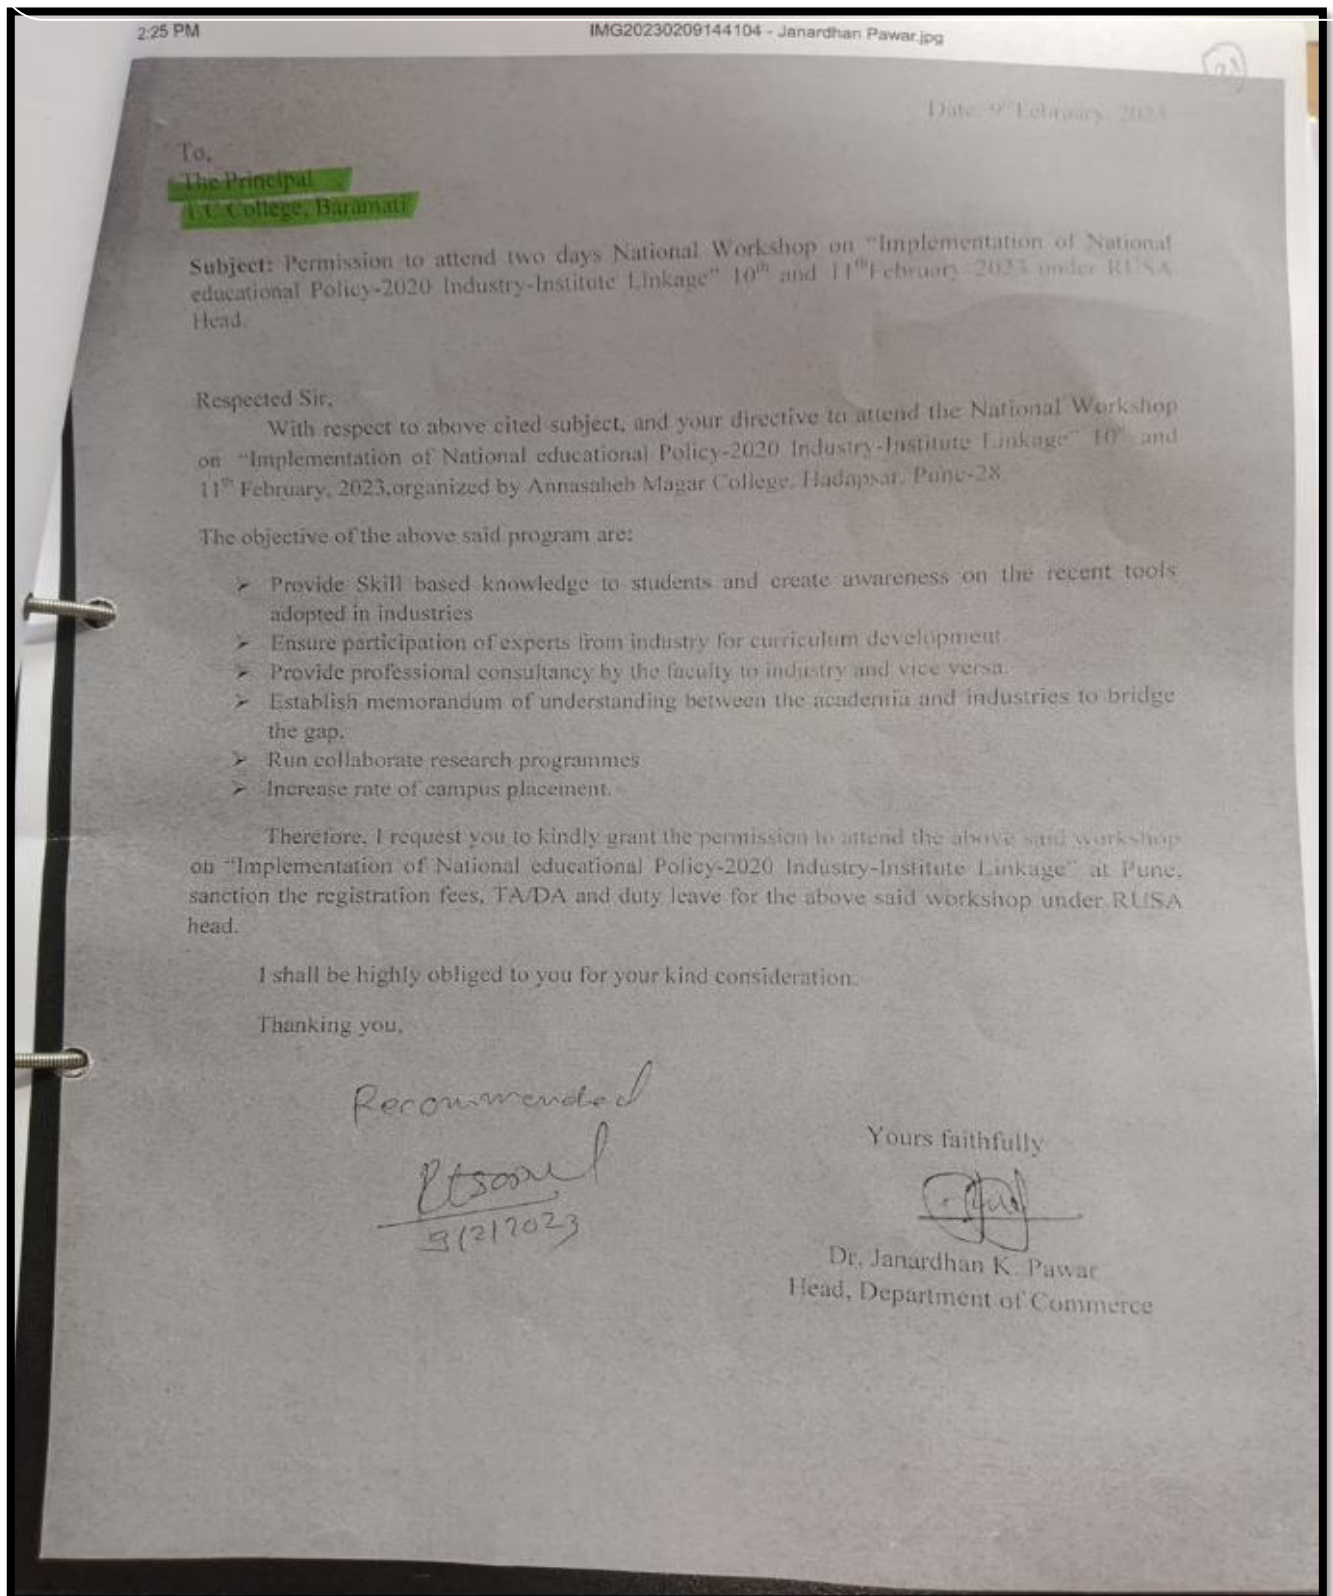 2:25 PM
IMG20230209144104 - Janardhan Pawar.jpg
Date. 9th February, 2023
To,
The Principal
T C College, Baramati
Subject: Permission to attend two days National Workshop on "Implementation of National
educational Policy-2020 Industry-Institute Linkage" 10th and 11th February 2023 under RUSA
Head.
Respected Sir,
With respect to above cited subject, and your directive to attend the National Workshop
on "Implementation of National educational Policy-2020 Industry-Institute Linkage" 10th and
11th February, 2023,organized by Annasaheb Magar College, Hadapsar, Pune-28
The objective of the above said program are:
➢ Provide Skill based knowledge to students and create awareness on the recent tools
adopted in industries
➢ Ensure participation of experts from industry for curriculum development.
➢ Provide professional consultancy by the faculty to industry and vice versa.
➢ Establish memorandum of understanding between the academia and industries to bridge
the gap.
➢ Run collaborate research programmes
➢ Increase rate of campus placement.
Therefore, I request you to kindly grant the permission to attend the above said workshop
on "Implementation of National educational Policy-2020 Industry-Institute Linkage" at Pune,
sanction the registration fees, TA/DA and duty leave for the above said workshop under RUSA
head.
I shall be highly obliged to you for your kind consideration.
Thanking you,
Recommended
9/2/2023
Yours faithfully
Dr. Janardhan K. Pawar
Head, Department of Commerce